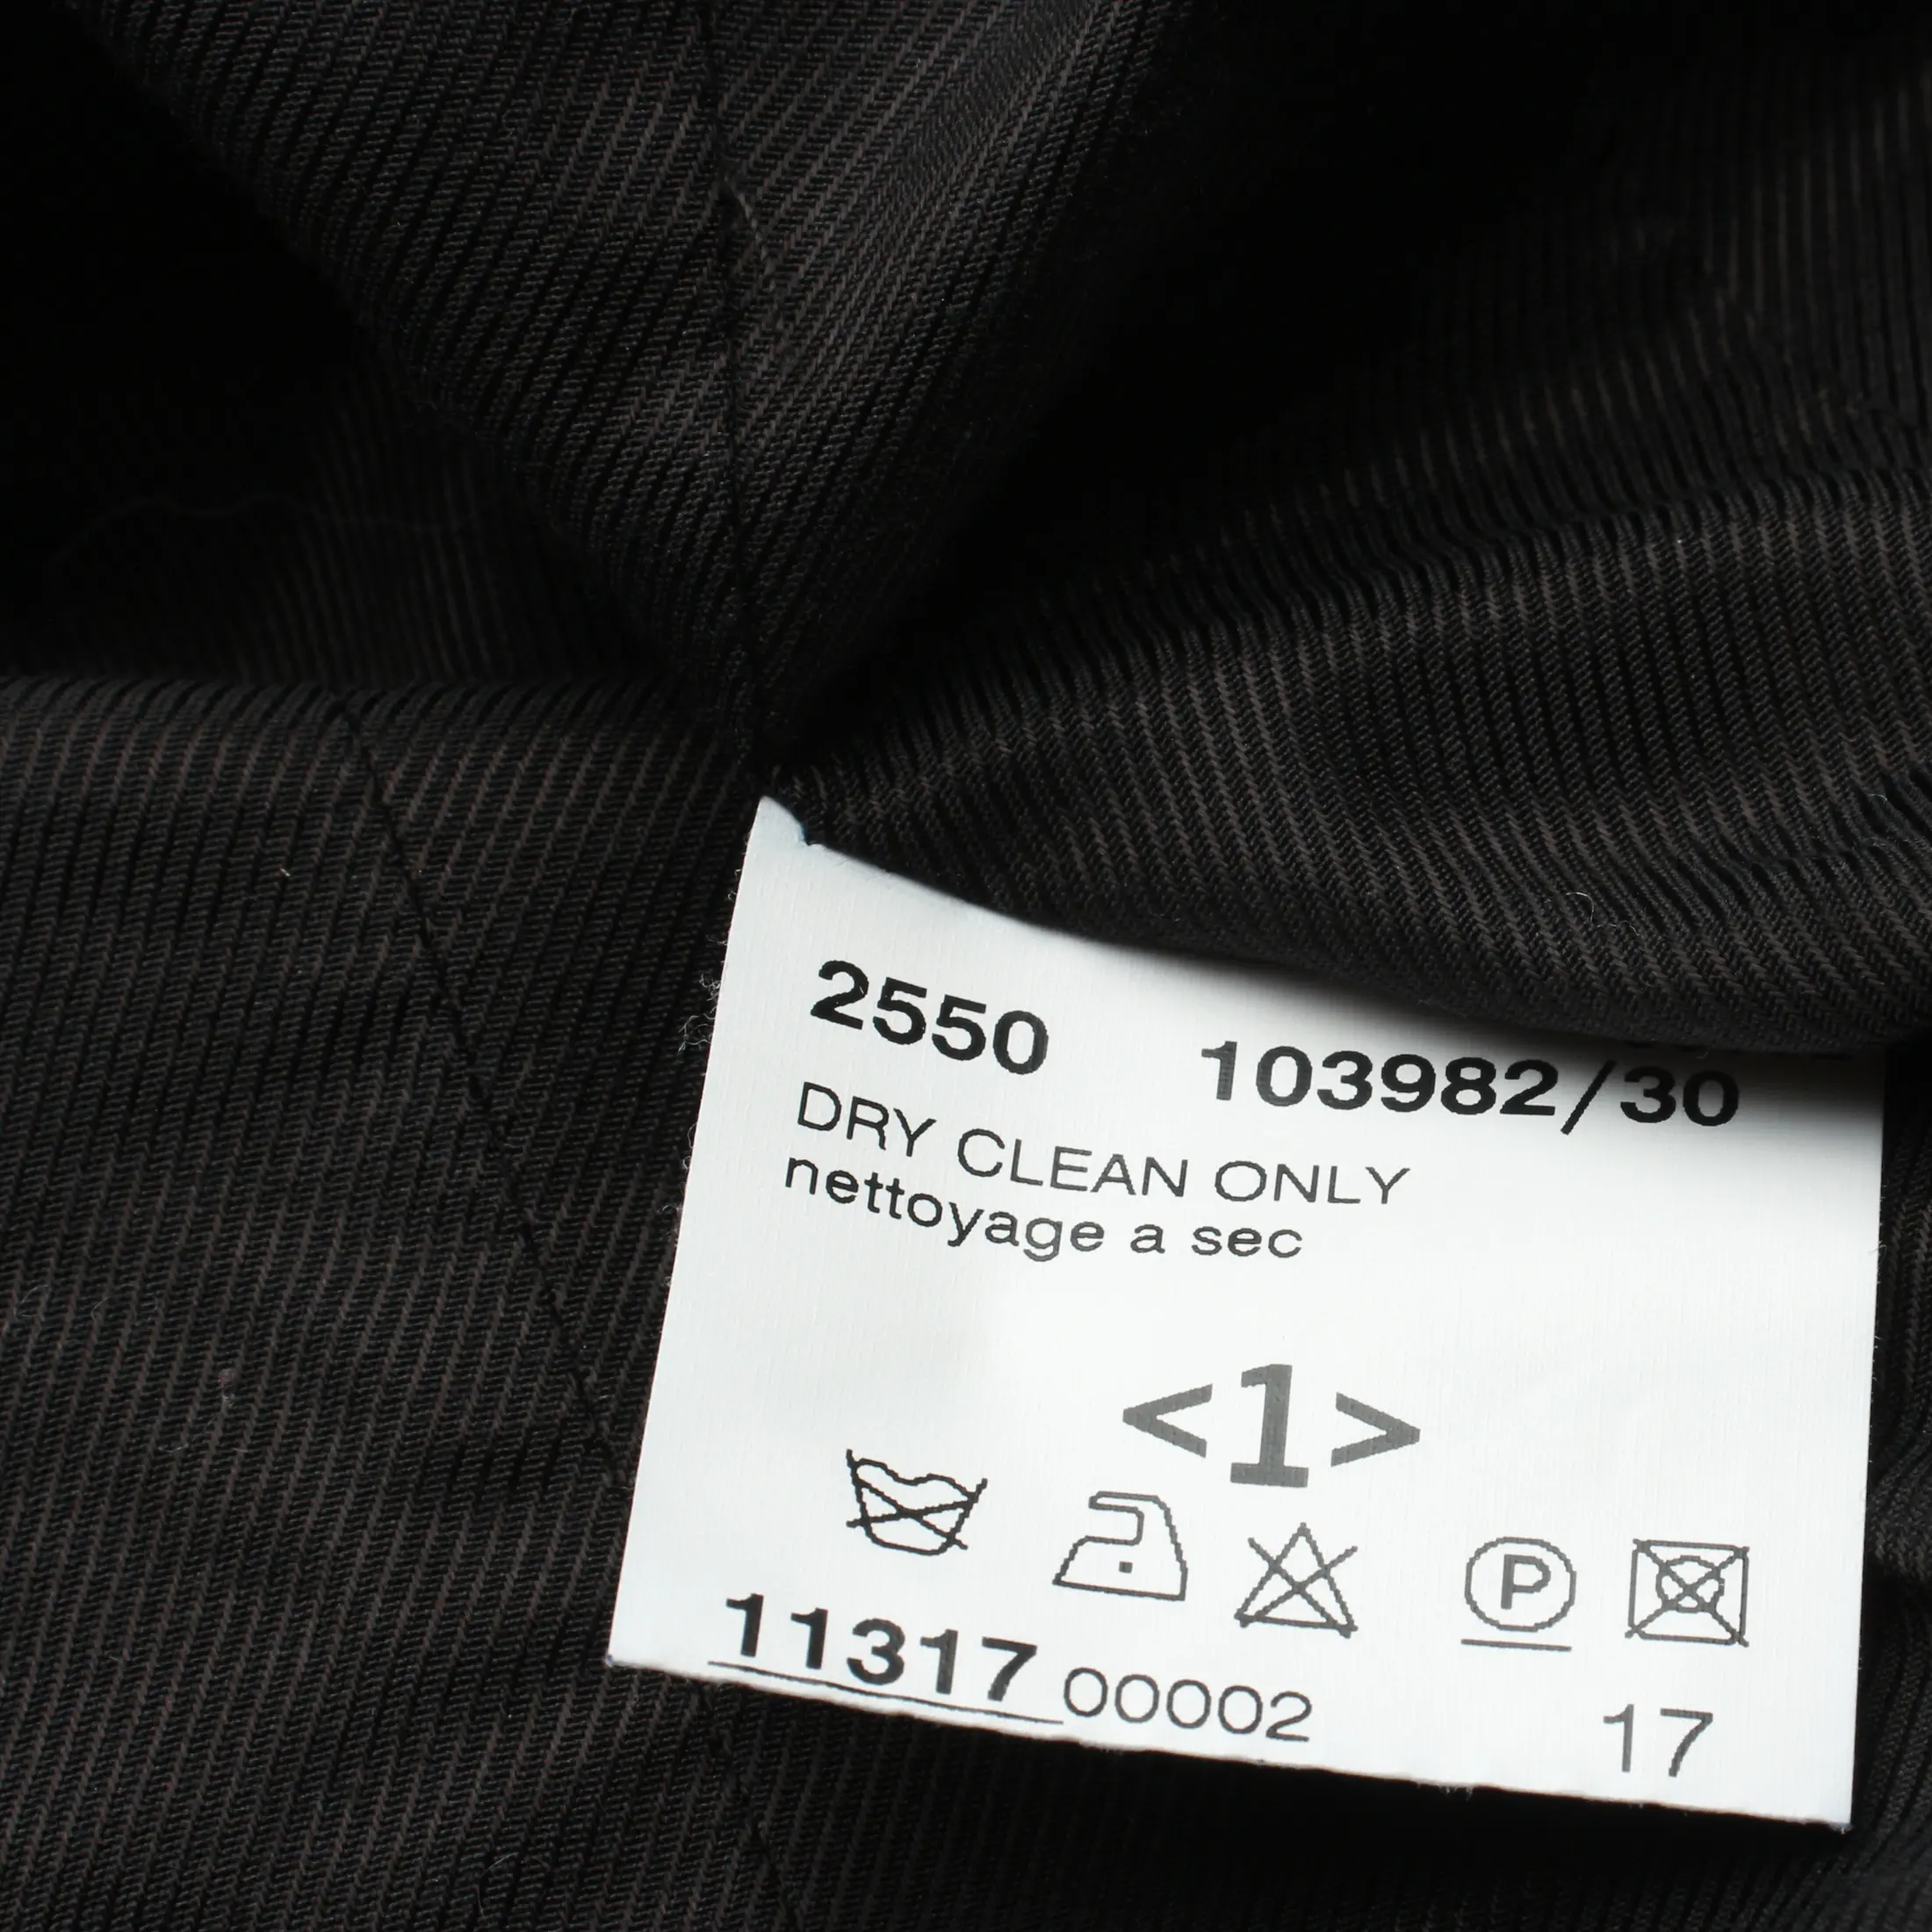 2550 103982/30
DRY CLEAN ONLY
nettoyage a sec
<1>
P
11317 00002 17